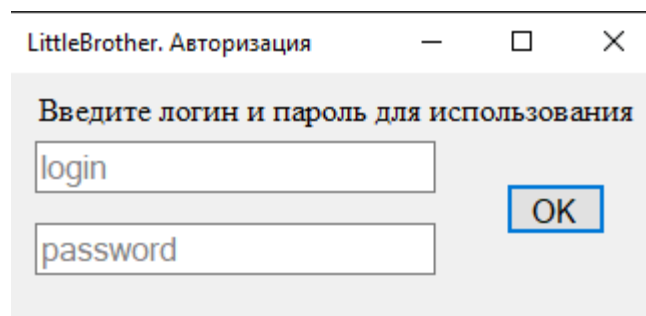 LittleBrother. Авторизация
Введите логин и пароль для использования
login
OK
password